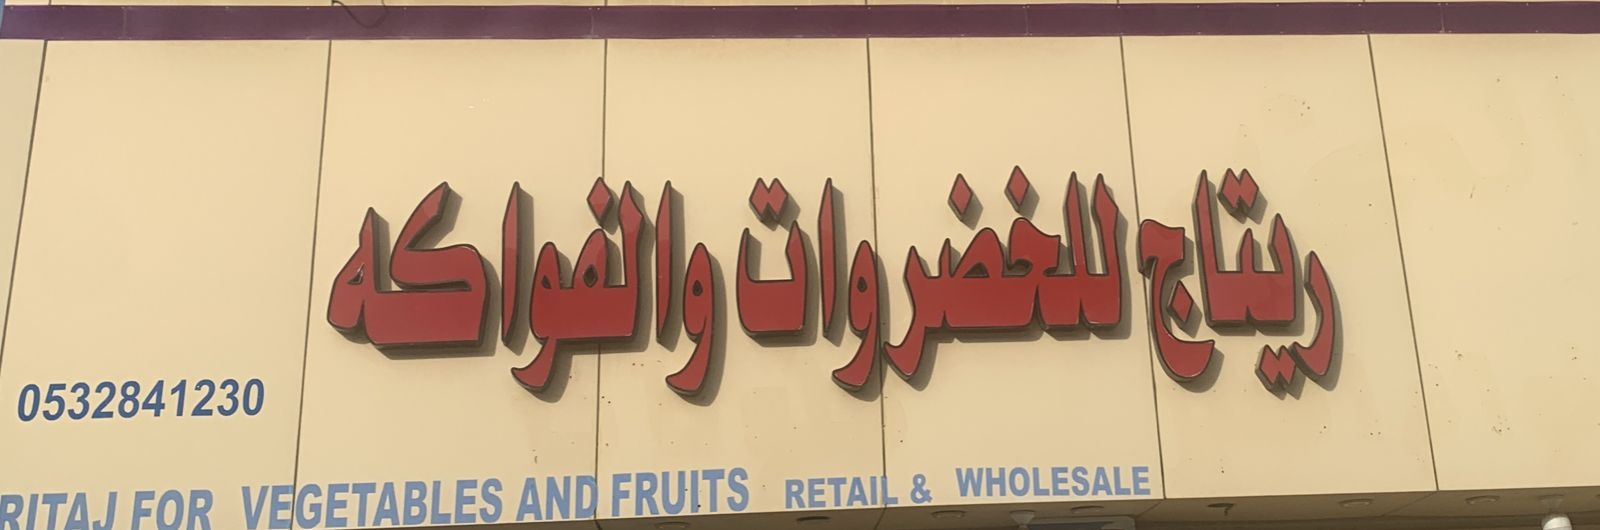 ريتاج للخضروات والفواكه
0532841230
RITAJ FOR VEGETABLES AND FRUITS RETAIL & WHOLESALE